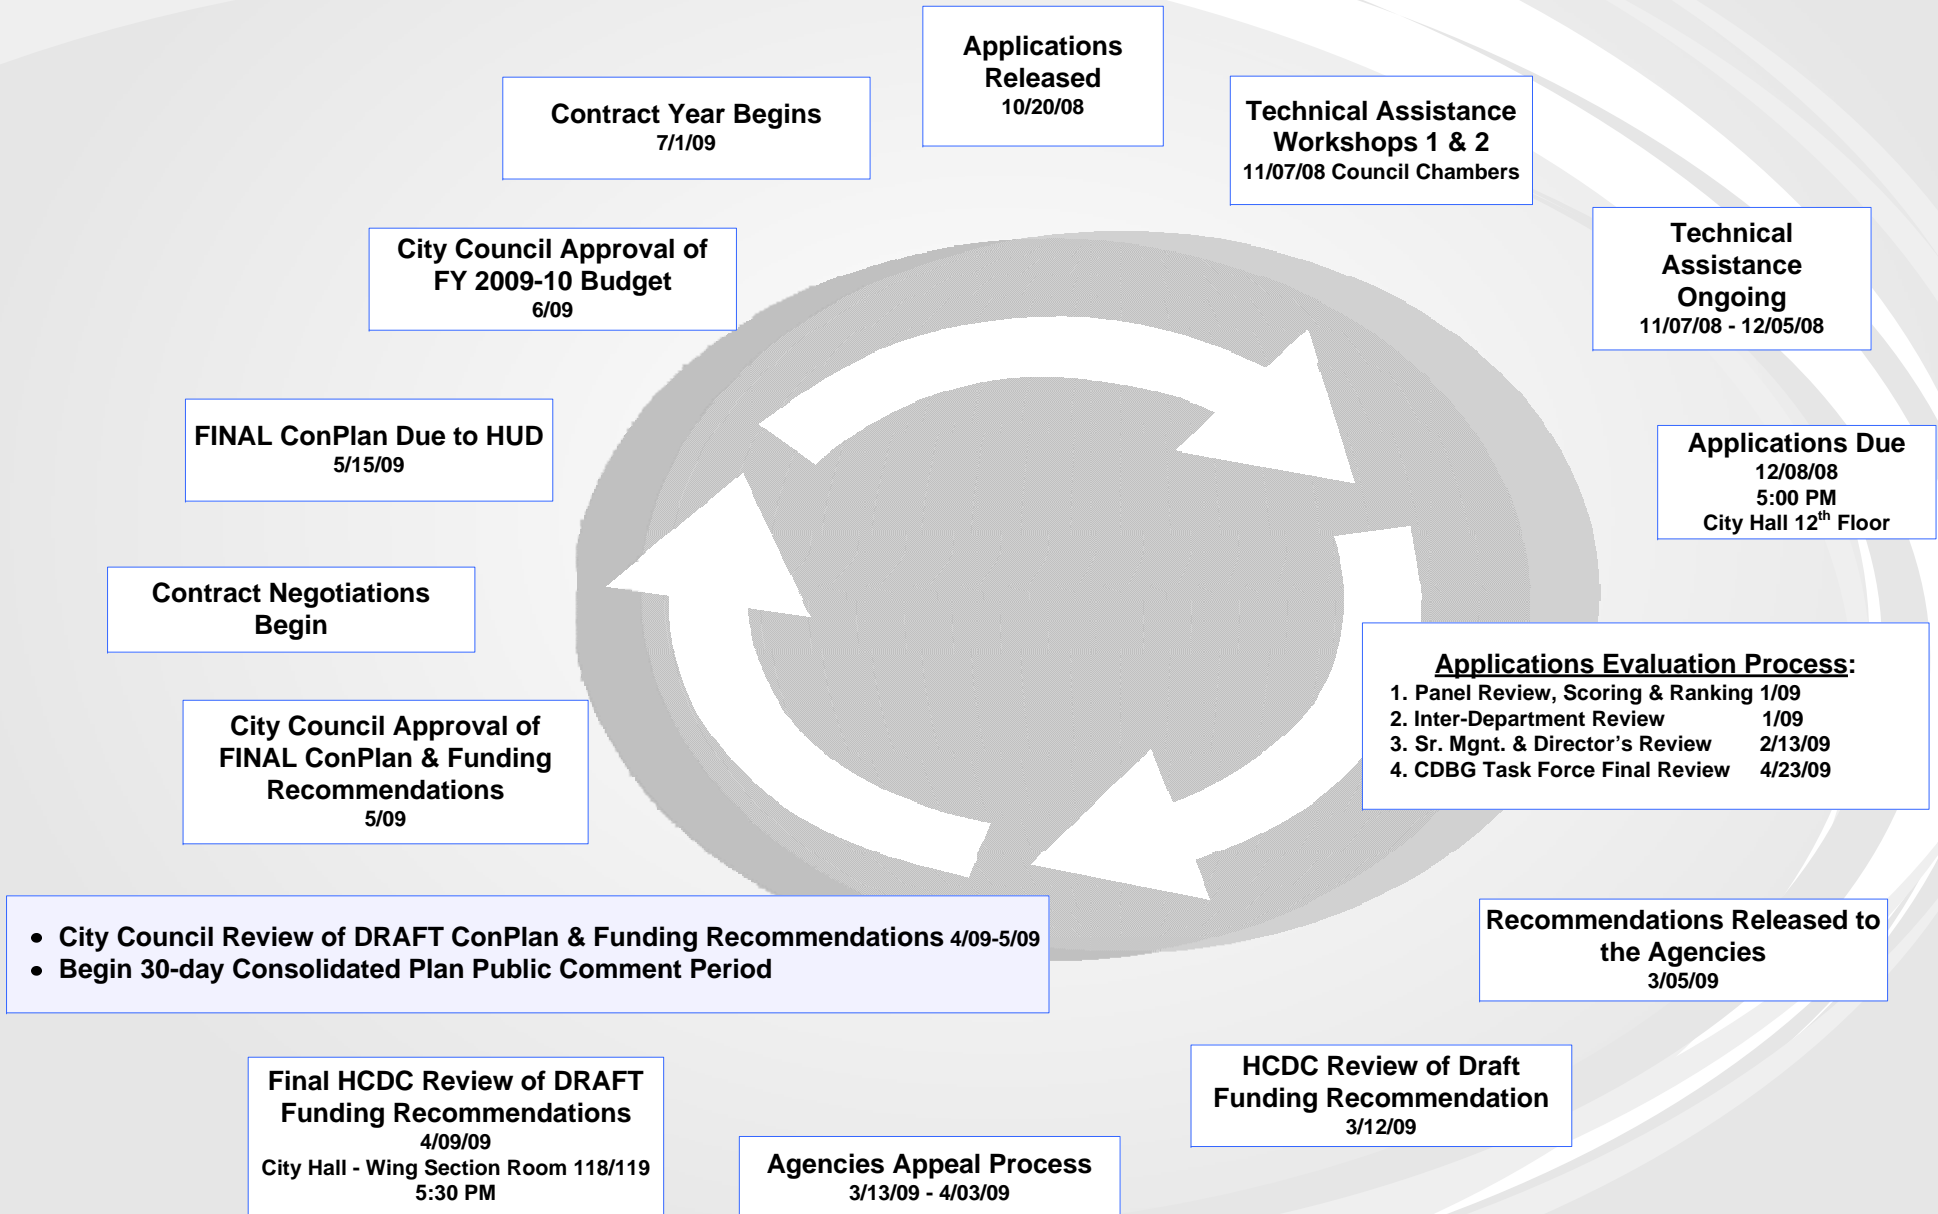 Applications
Released
10/20/08
Technical Assistance
Workshops 1 & 2
11/07/08 Council Chambers
Technical
Assistance
Ongoing
11/07/08 - 12/05/08
Applications Due
12/08/08
5:00 PM
City Hall 12th Floor
Applications Evaluation Process:
1. Panel Review, Scoring & Ranking 1/09
2. Inter-Department Review 1/09
3. Sr. Mgnt. & Director's Review 2/13/09
4. CDBG Task Force Final Review 4/23/09
Recommendations Released to
the Agencies
3/05/09
HCDC Review of Draft
Funding Recommendation
3/12/09
Agencies Appeal Process
3/13/09 - 4/03/09
Final HCDC Review of DRAFT
Funding Recommendations
4/09/09
City Hall - Wing Section Room 118/119
5:30 PM
• City Council Review of DRAFT ConPlan & Funding Recommendations 4/09-5/09
• Begin 30-day Consolidated Plan Public Comment Period
City Council Approval of
FINAL ConPlan & Funding
Recommendations
5/09
Contract Negotiations
Begin
FINAL ConPlan Due to HUD
5/15/09
City Council Approval of
FY 2009-10 Budget
6/09
Contract Year Begins
7/1/09